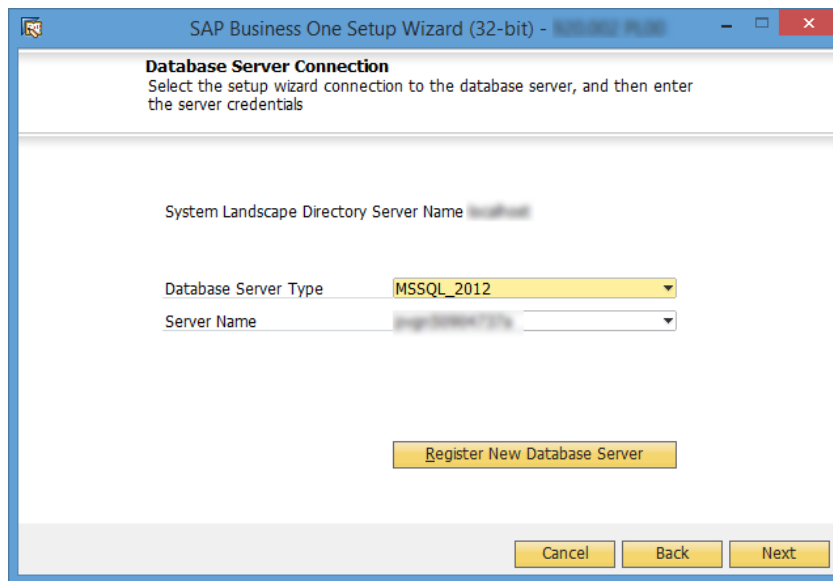 SAP Business One Setup Wizard (32-bit) -
Database Server Connection
Select the setup wizard connection to the database server, and then enter
the server credentials
System Landscape Directory Server Name
Database Server Type MSSQL_2012
Server Name
Register New Database Server
Cancel Back Next